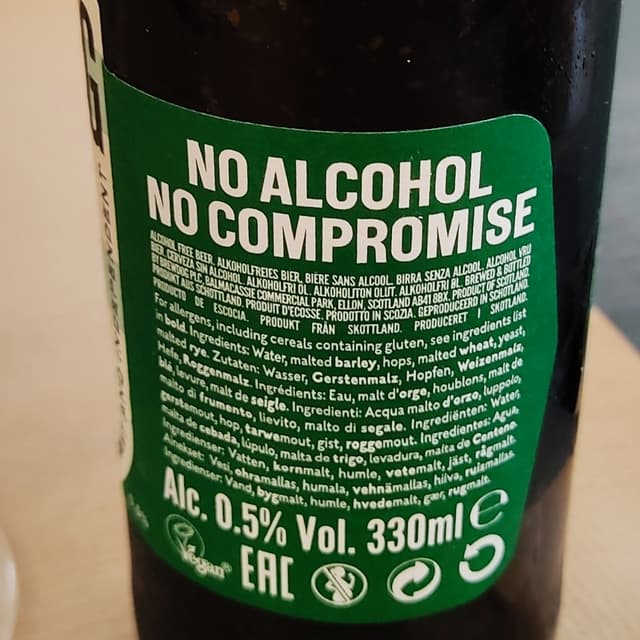 NO ALCOHOL
NO COMPROMISE
ALCOHOL FREE BEER. ALKOHOLFREIES BIER. BIÈRE SANS ALCOOL. BIRRA SENZA ALCOOL. ALCOHOL VRIJ
BIER. CERVEZA SIN ALCOHOL. ALKOHOLFRI ÖL. ALKOHOLITON OLUT. ALKOHOLFRI BL. BREWED & BOTTLED
BY BREWDOG PLC, BALMACASSIE COMMERCIAL PARK, ELLON, SCOTLAND AB41 8BX. PRODUCT OF SCOTLAND.
PRODUKT AUS SCHOTTLAND. PRODUIT D'ECOSSE. PRODOTTO IN SCOZIA. GEPRODUCEERD IN SCHOTLAND.
PRODUCTO DE ESCOCIA. PRODUKT FRÅN SKOTTLAND. PRODUCERET I SKOTLAND.
For allergens, including cereals containing gluten, see ingredients list
in bold. Ingredients: Water, malted barley, hops, malted wheat, yeast,
malted rye. Zutaten: Wasser, Gerstenmalz, Hopfen, Weizenmalz,
Hefe, Roggenmalz. Ingrédients: Eau, malt d'orge, houblons, malt de
blé, levure, malt de seigle. Ingredienti: Acqua malto d'orzo, luppolo,
malto di frumento, lievito, malto di segale. Ingrediënten: Water,
gerstemout, hop, tarwemout, gist, roggemout. Ingredientes: Agua,
malta de cebada, lúpulo, malta de trigo, levadura, malta de Centeno.
Ingredienser: Vatten, kornmalt, humle, vetemalt, jäst, rågmalt.
Ainekset: Vesi, ohramallas, humala, vehnämallas, hiiva, ruismallas.
Ingredienser: Vand, bygmalt, humle, hvedemalt, gær, rugmalt.
Alc. 0.5% Vol. 330ml ℮
Vegan
EAC